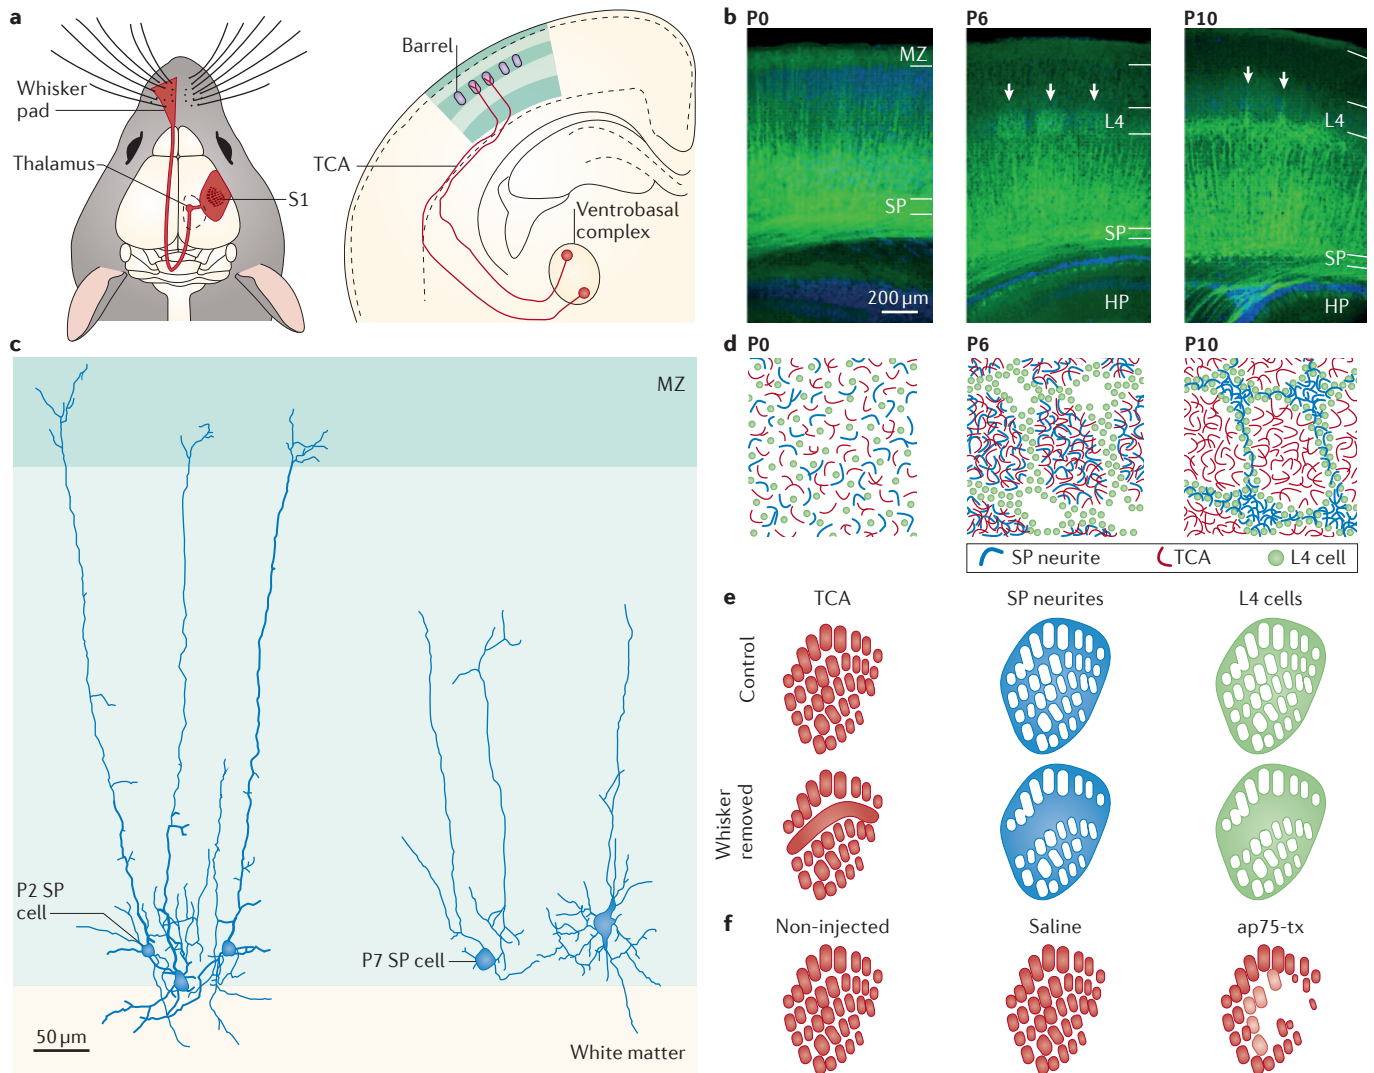 a
Whisker
pad
Thalamus
S1
Barrel
TCA
Ventrobasal
complex
b
P0
P6
P10
MZ
SP
200 µm
L4
SP
HP
L4
SP
HP
c
MZ
P2 SP
cell
P7 SP cell
50 µm
White matter
d
P0
P6
P10
SP neurite
TCA
L4 cell
e
TCA
SP neurites
L4 cells
Control
Whisker
removed
f
Non-injected
Saline
ap75-tx